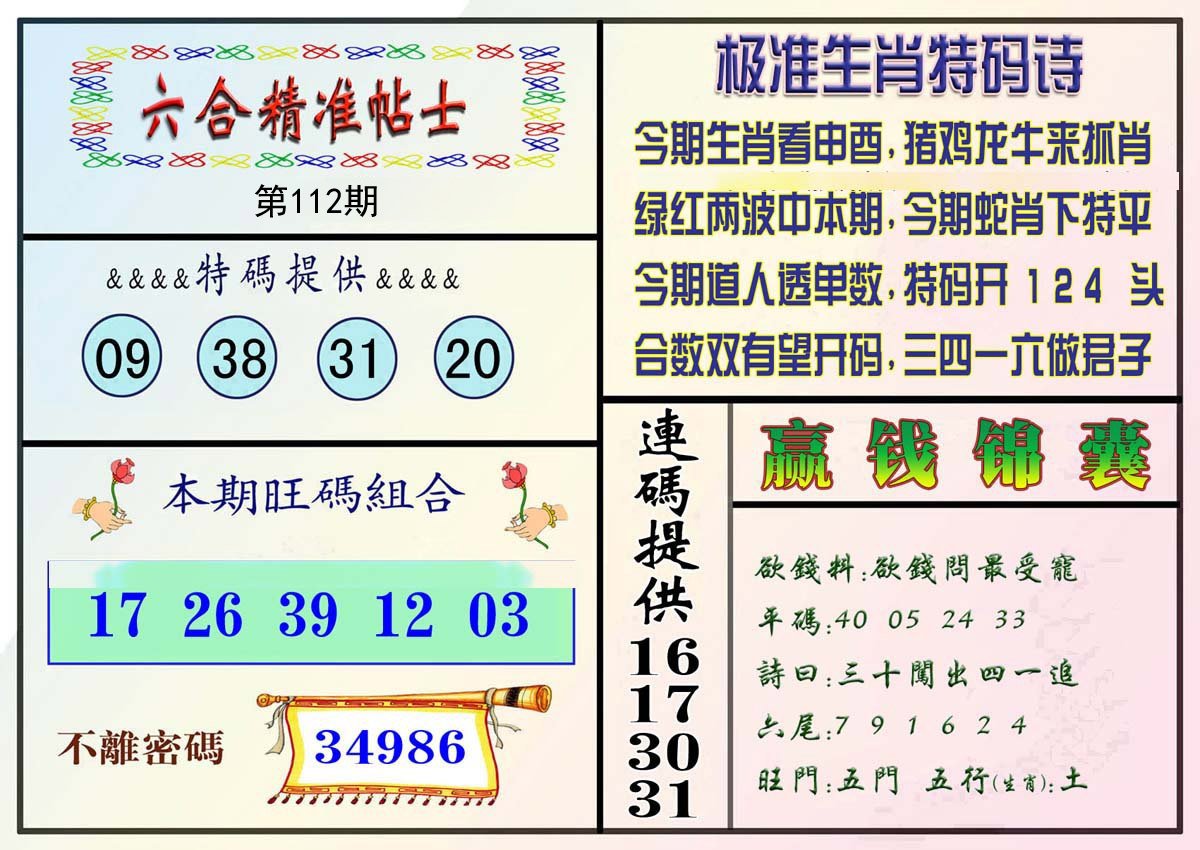 六合精准帖士
第112期
&&&&特碼提供&&&&
09 38 31 20
本期旺碼組合
17 26 39 12 03
不離密碼
34986
极准生肖特码诗
今期生肖看申酉,猪鸡龙牛来抓肖
绿红两波中本期,今期蛇肖下特平
今期道人透单数,特码开 124 头
合数双有望开码,三四一六做君子
連碼提供
16
17
30
31
赢钱锦囊
欲錢料:欲錢問最受寵
平碼:40 05 24 33
詩曰:三十闖出四一追
六尾:7 9 1 6 2 4
旺門:五門 五行(生肖):土